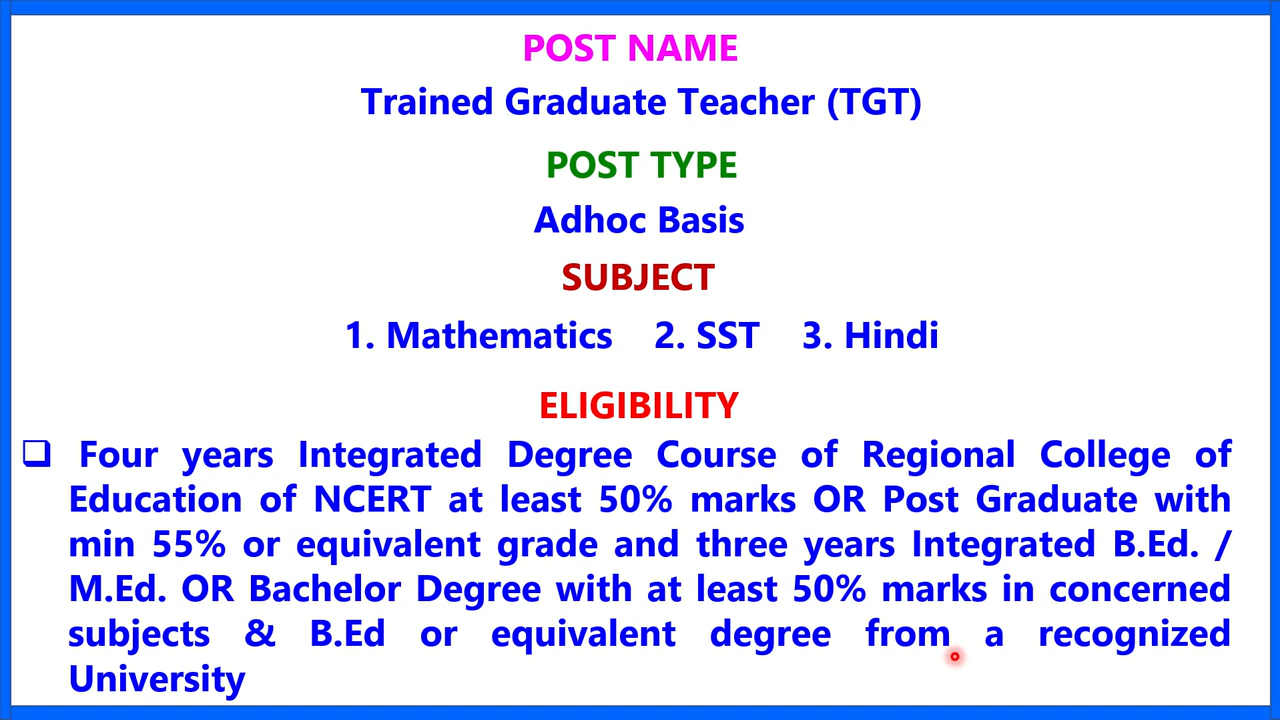 POST NAME
Trained Graduate Teacher (TGT)
POST TYPE
Adhoc Basis
SUBJECT
1. Mathematics 2. SST 3. Hindi
ELIGIBILITY
❑ Four years Integrated Degree Course of Regional College of
Education of NCERT at least 50% marks OR Post Graduate with
min 55% or equivalent grade and three years Integrated B.Ed. /
M.Ed. OR Bachelor Degree with at least 50% marks in concerned
subjects & B.Ed or equivalent degree from a recognized
University